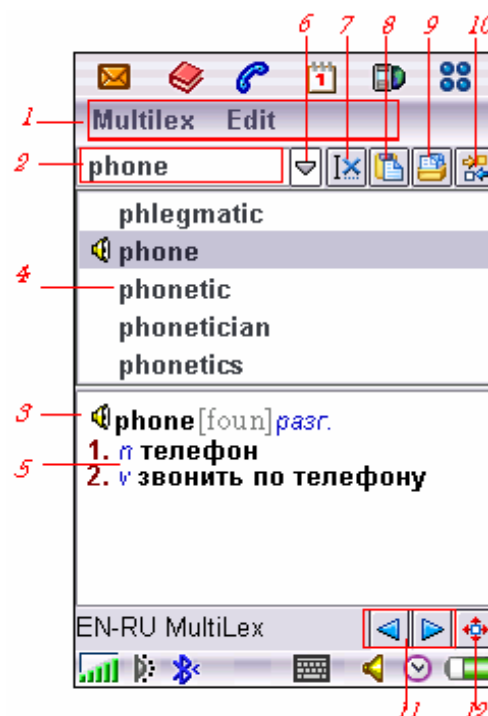 6 7 8 9 10
1
1 Multilex Edit
2 phone
phlegmatic
phone
4 phonetic
phonetician
phonetics
3 phone [foun] разг.
1. n телефон
5
2. v звонить по телефону
EN-RU MultiLex
11 12